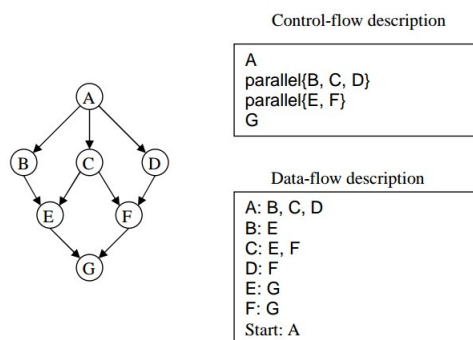 Control-flow description
A
parallel{B, C, D}
parallel{E, F}
G
A
B
C
D
E
F
G
Data-flow description
A: B, C, D
B: E
C: E, F
D: F
E: G
F: G
Start: A